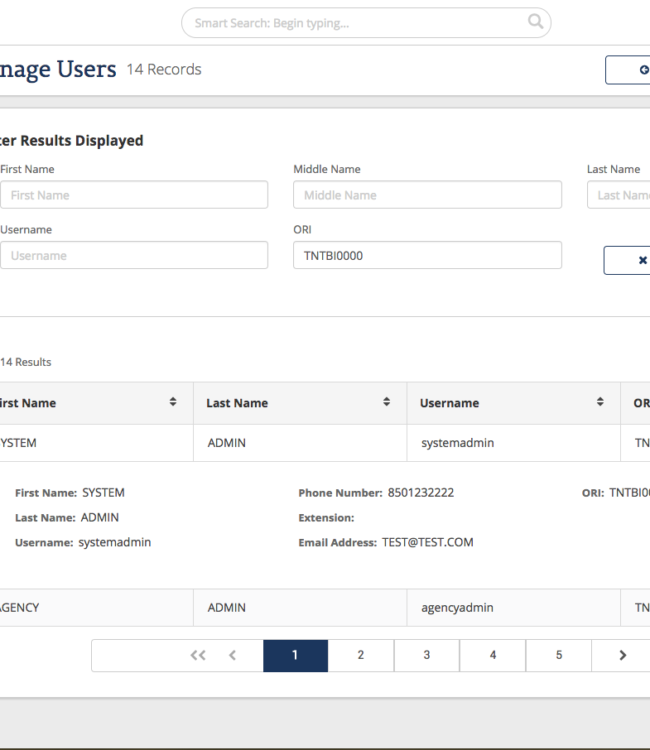 Smart Search; Begin typing...
nage Users 14 Records
ter Results Displayed
First Name Middle Name Last Name
First Name Middle Name Last Name
Username ORI
Username TNTBI0000
14 Results
irst Name Last Name Username OR
YSTEM ADMIN systemadmin TN
First Name: SYSTEM Phone Number: 8501232222 ORI: TNTBI00
Last Name: ADMIN Extension:
Username: systemadmin Email Address: TEST@TEST.COM
AGENCY ADMIN agencyadmin TN
<< < 1 2 3 4 5 >